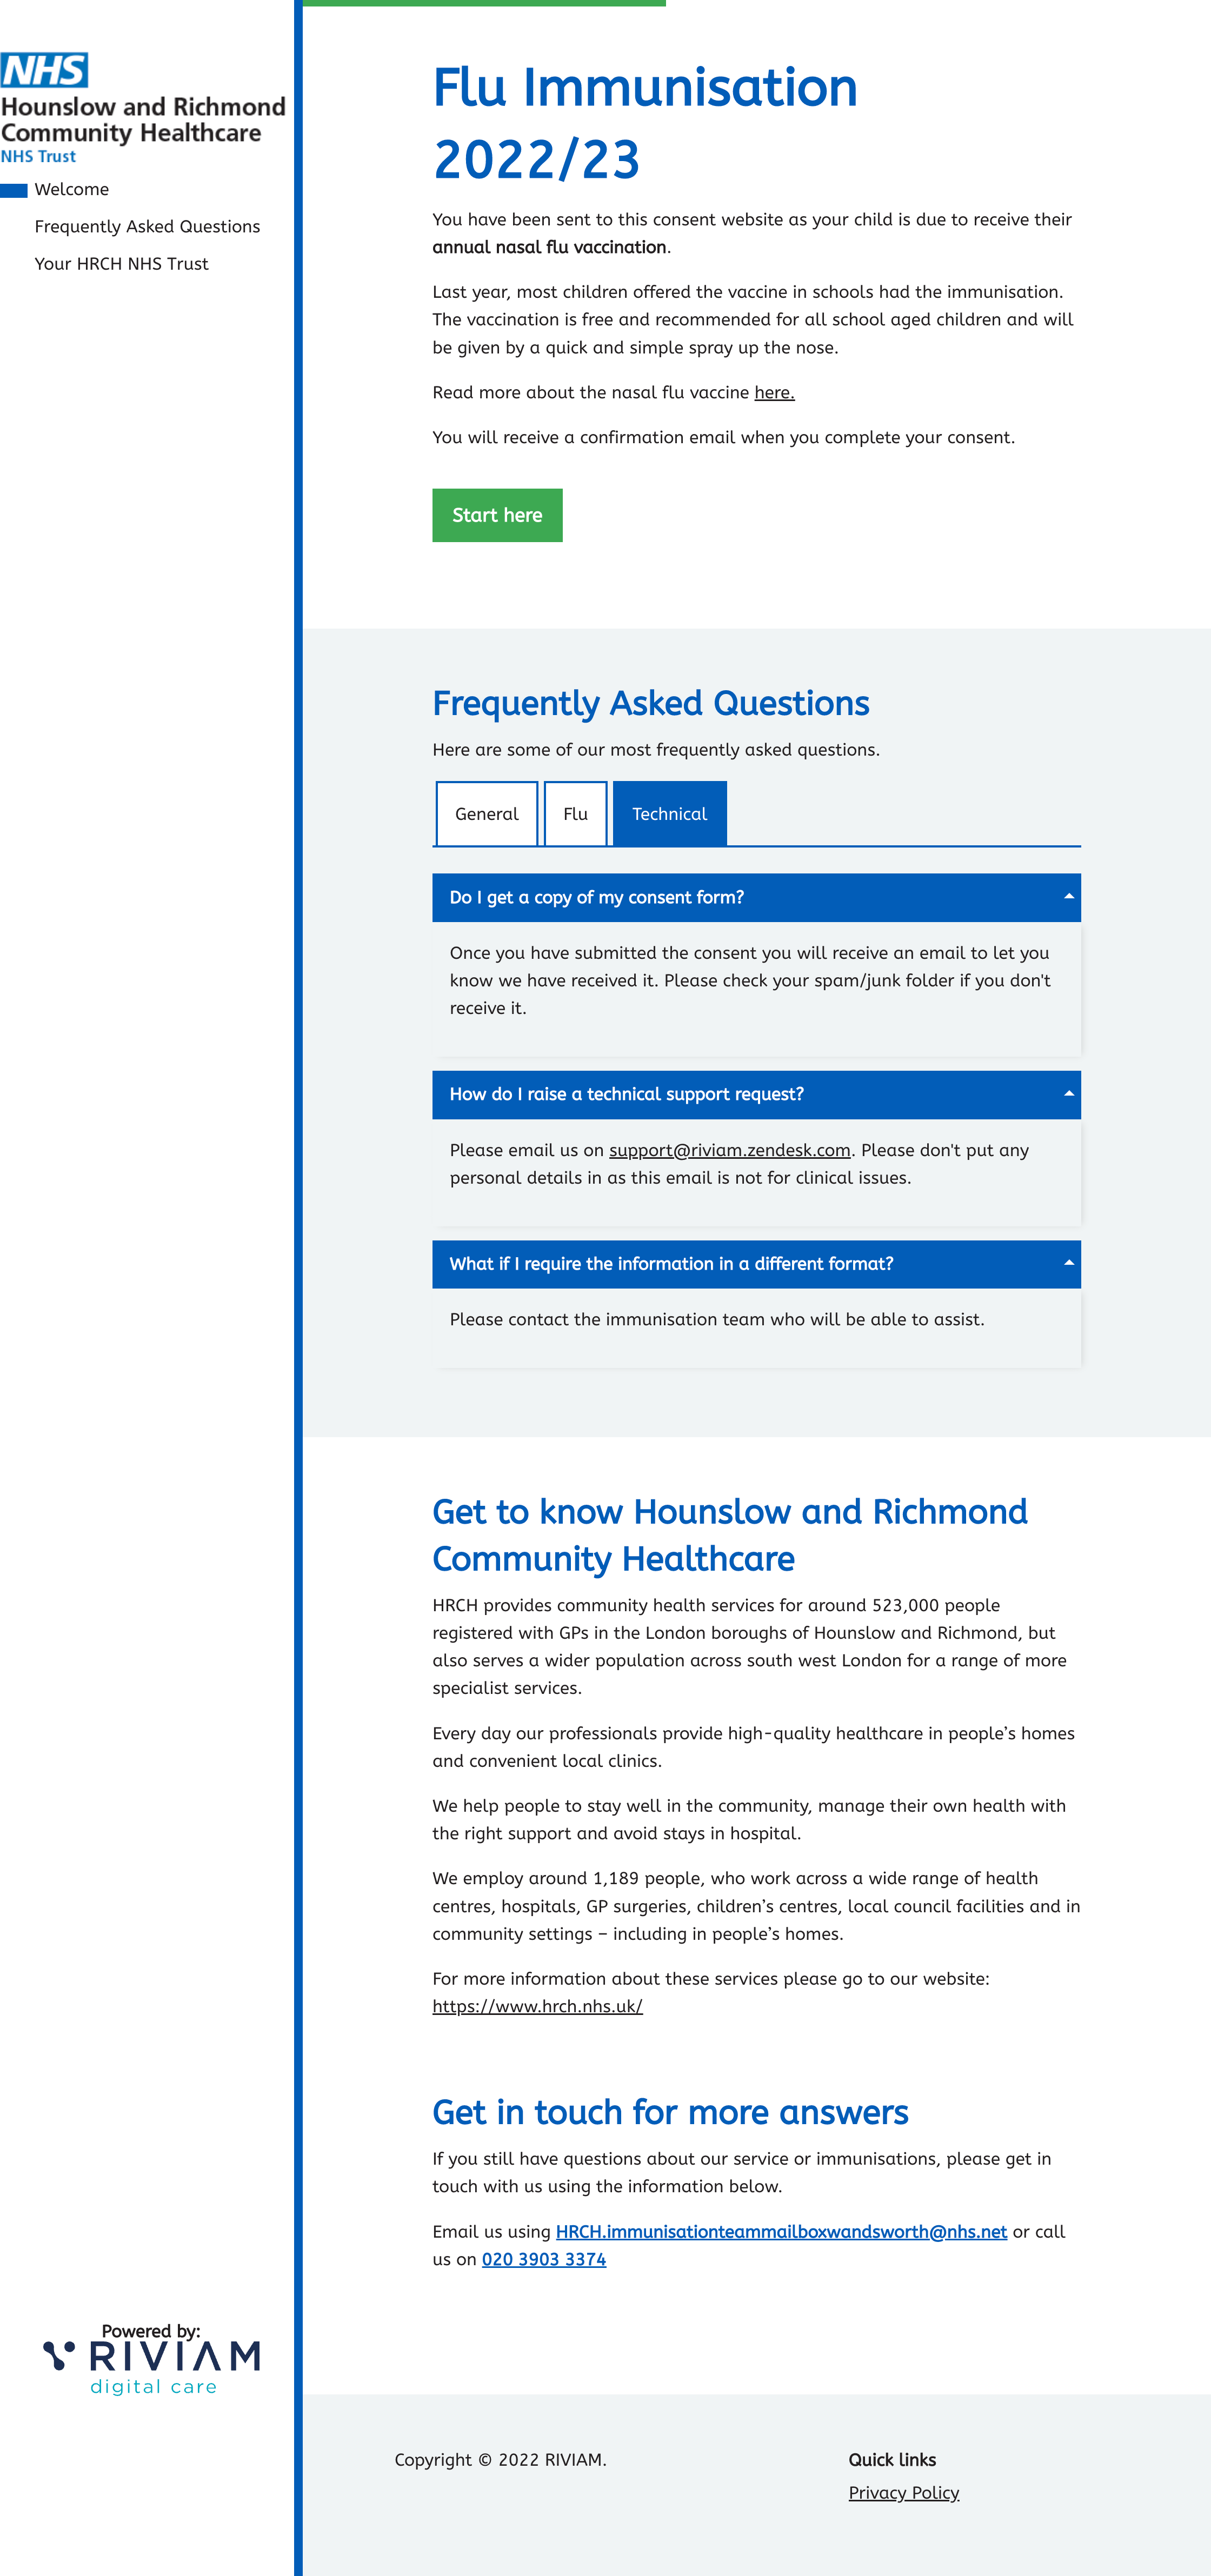 NHS
Hounslow and Richmond
Community Healthcare
NHS Trust
Welcome
Frequently Asked Questions
Your HRCH NHS Trust
Flu Immunisation
2022/23
You have been sent to this consent website as your child is due to receive their
annual nasal flu vaccination.
Last year, most children offered the vaccine in schools had the immunisation.
The vaccination is free and recommended for all school aged children and will
be given by a quick and simple spray up the nose.
Read more about the nasal flu vaccine here.
You will receive a confirmation email when you complete your consent.
Start here
Frequently Asked Questions
Here are some of our most frequently asked questions.
General
Flu
Technical
Do I get a copy of my consent form?
Once you have submitted the consent you will receive an email to let you
know we have received it. Please check your spam/junk folder if you don't
receive it.
How do I raise a technical support request?
Please email us on support@riviam.zendesk.com. Please don't put any
personal details in as this email is not for clinical issues.
What if I require the information in a different format?
Please contact the immunisation team who will be able to assist.
Get to know Hounslow and Richmond
Community Healthcare
HRCH provides community health services for around 523,000 people
registered with GPs in the London boroughs of Hounslow and Richmond, but
also serves a wider population across south west London for a range of more
specialist services.
Every day our professionals provide high-quality healthcare in people’s homes
and convenient local clinics.
We help people to stay well in the community, manage their own health with
the right support and avoid stays in hospital.
We employ around 1,189 people, who work across a wide range of health
centres, hospitals, GP surgeries, children’s centres, local council facilities and in
community settings – including in people’s homes.
For more information about these services please go to our website:
https://www.hrch.nhs.uk/
Get in touch for more answers
If you still have questions about our service or immunisations, please get in
touch with us using the information below.
Email us using HRCH.immunisationteammailboxwandsworth@nhs.net or call
us on 020 3903 3374
Powered by:
RIVIAM
digital care
Copyright © 2022 RIVIAM.
Quick links
Privacy Policy